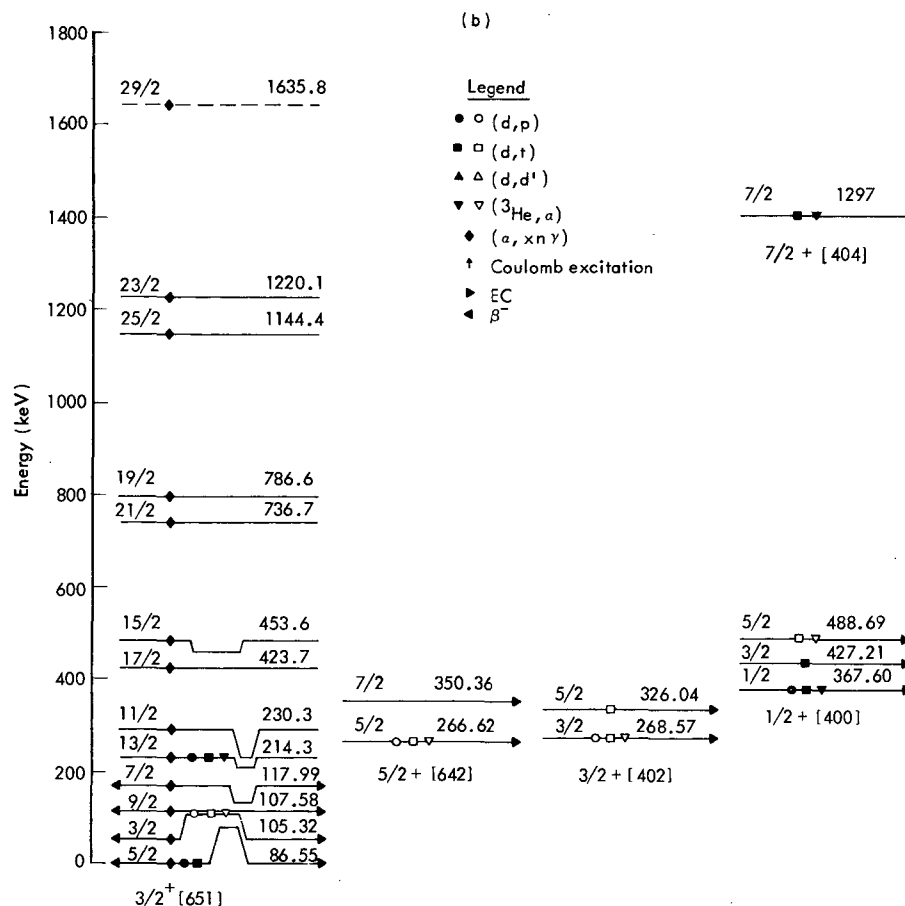 (b)
1800
1600
1400
1200
1000
800
600
400
200
0
Energy (keV)
29/2 1635.8
23/2 1220.1
25/2 1144.4
19/2 786.6
21/2 736.7
15/2 453.6
17/2 423.7
11/2 230.3
13/2 214.3
7/2 117.99
9/2 107.58
3/2 105.32
5/2 86.55
3/2+ [651]
Legend
(d,p)
(d,t)
(d,d')
(3He,α)
(α,xnγ)
Coulomb excitation
EC
β−
7/2 350.36
5/2 266.62
5/2 + [642]
5/2 326.04
3/2 268.57
3/2 + [402]
7/2 1297
7/2 + [404]
5/2 488.69
3/2 427.21
1/2 367.60
1/2 + [400]